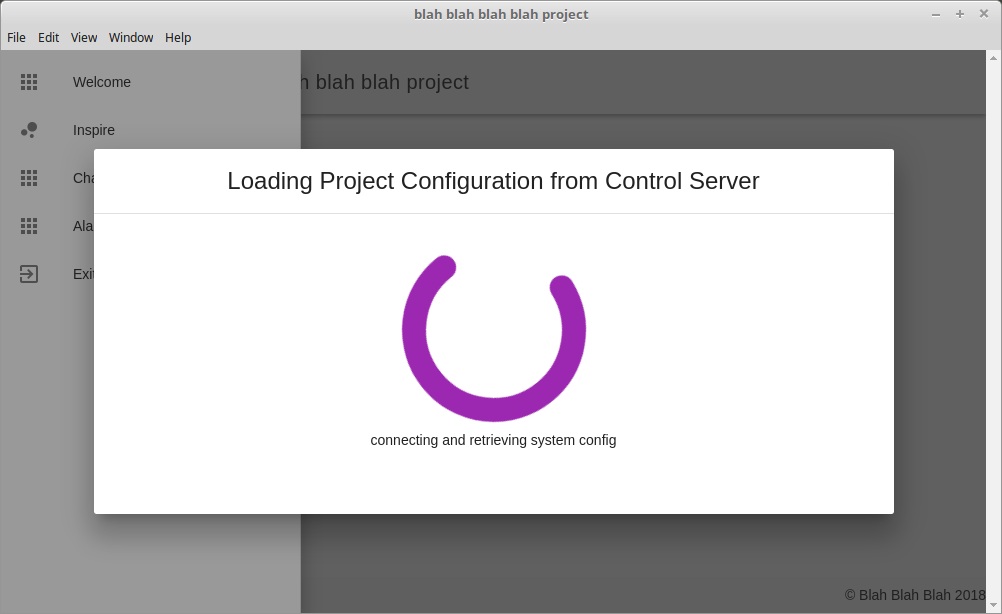 blah blah blah blah project
File Edit View Window Help
Welcome
h blah blah project
Inspire
Cha
Ala
Exit
Loading Project Configuration from Control Server
connecting and retrieving system config
© Blah Blah Blah 2018